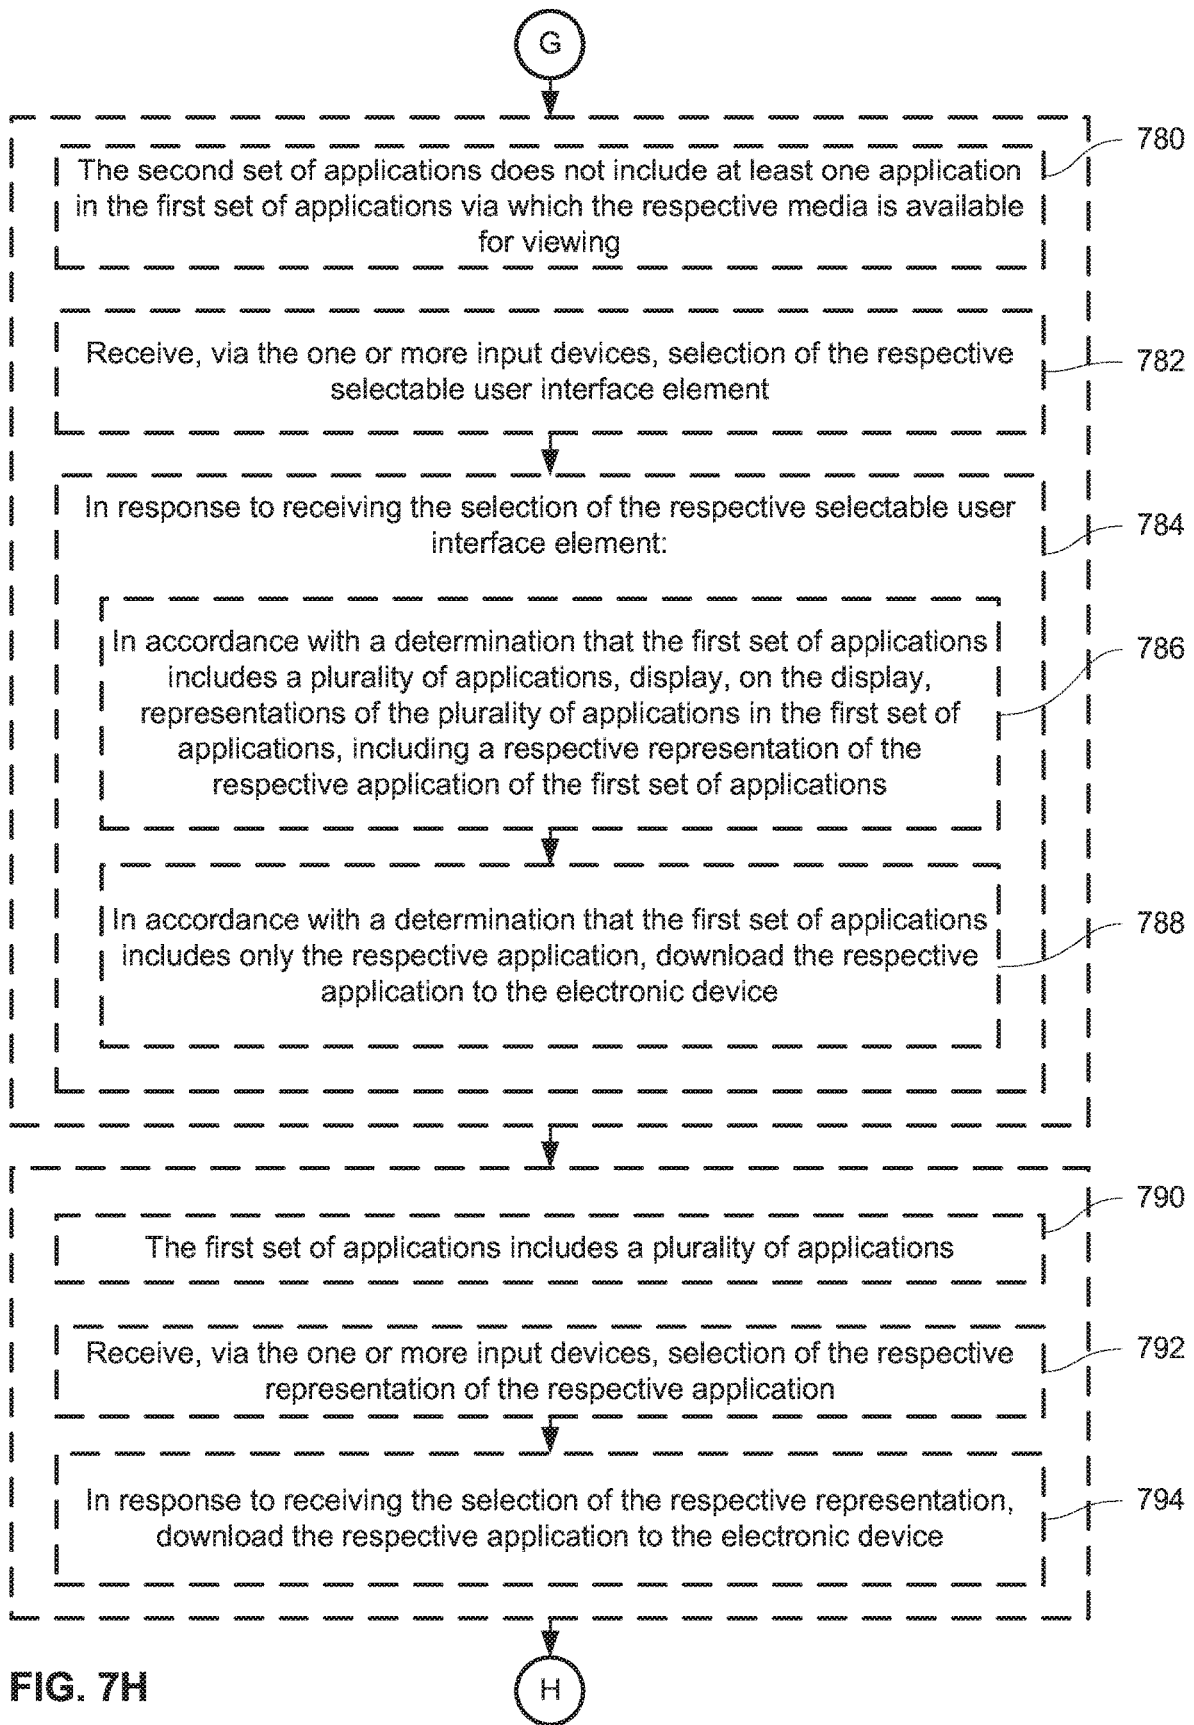 G
780
The second set of applications does not include at least one application
in the first set of applications via which the respective media is available
for viewing
Receive, via the one or more input devices, selection of the respective
selectable user interface element
782
In response to receiving the selection of the respective selectable user
interface element:
784
In accordance with a determination that the first set of applications
includes a plurality of applications, display, on the display,
representations of the plurality of applications in the first set of
applications, including a respective representation of the
respective application of the first set of applications
786
In accordance with a determination that the first set of applications
includes only the respective application, download the respective
application to the electronic device
788
790
The first set of applications includes a plurality of applications
Receive, via the one or more input devices, selection of the respective
representation of the respective application
792
In response to receiving the selection of the respective representation,
download the respective application to the electronic device
794
FIG. 7H
H